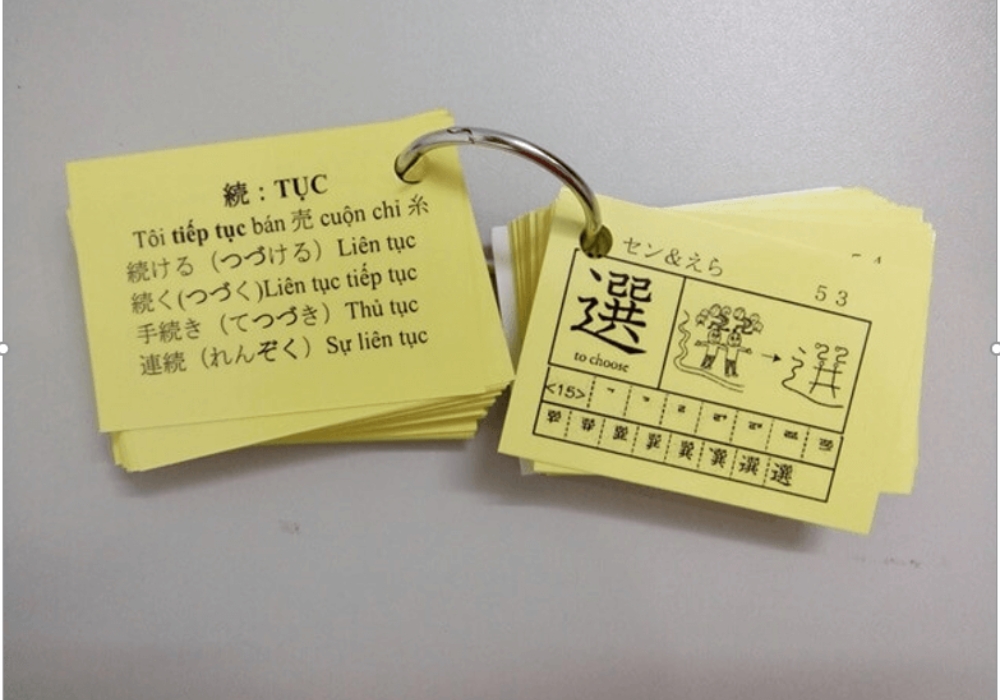 続 : TỤC
Tôi tiếp tục bán 売 cuộn chỉ 糸
続ける（つづける）Liên tục
続く(つづく)Liên tục tiếp tục
手続き（てつづき）Thủ tục
連続（れんぞく）Sự liên tục
セン&えら
53
選
to choose
<15>
選